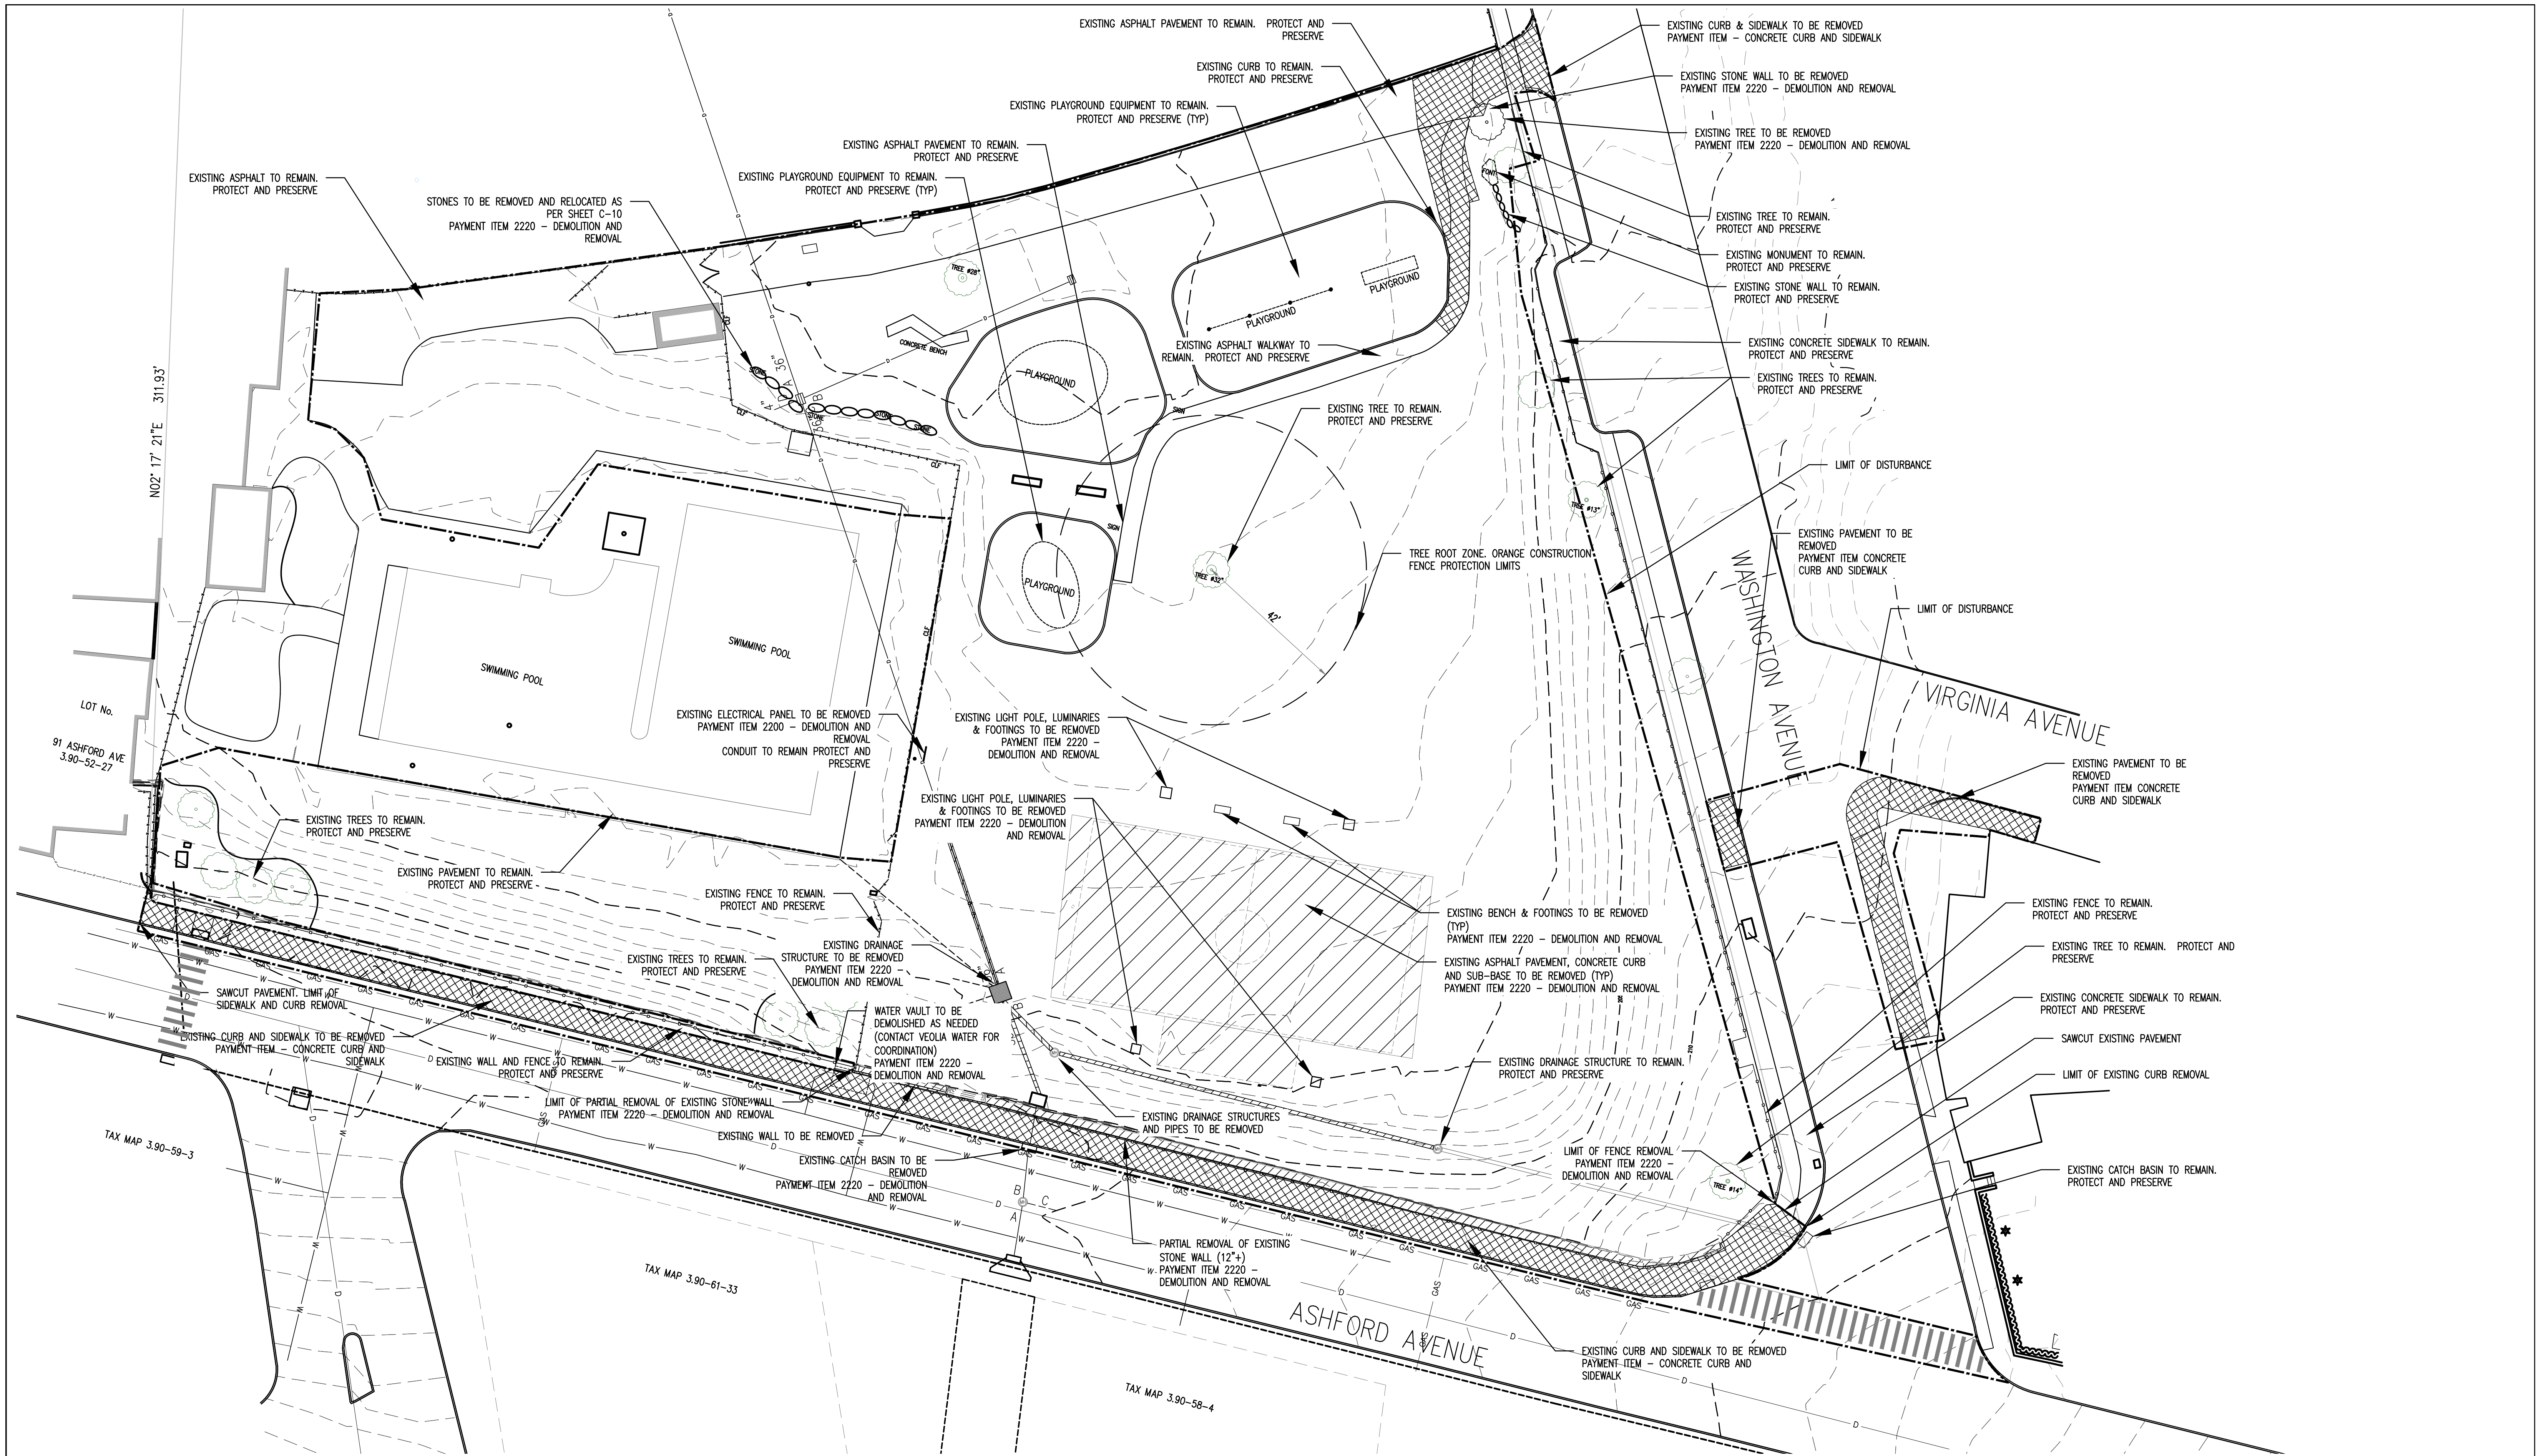 EXISTING ASPHALT PAVEMENT TO REMAIN. PROTECT AND
PRESERVE
EXISTING CURB & SIDEWALK TO BE REMOVED
PAYMENT ITEM – CONCRETE CURB AND SIDEWALK
EXISTING CURB TO REMAIN.
PROTECT AND PRESERVE
EXISTING STONE WALL TO BE REMOVED
PAYMENT ITEM 2220 – DEMOLITION AND REMOVAL
EXISTING PLAYGROUND EQUIPMENT TO REMAIN.
PROTECT AND PRESERVE (TYP)
EXISTING TREE TO BE REMOVED
PAYMENT ITEM 2220 – DEMOLITION AND REMOVAL
EXISTING ASPHALT PAVEMENT TO REMAIN.
PROTECT AND PRESERVE
EXISTING PLAYGROUND EQUIPMENT TO REMAIN.
PROTECT AND PRESERVE (TYP)
EXISTING ASPHALT TO REMAIN.
PROTECT AND PRESERVE
STONES TO BE REMOVED AND RELOCATED AS
PER SHEET C-10
PAYMENT ITEM 2220 – DEMOLITION AND
REMOVAL
FONT
EXISTING TREE TO REMAIN.
PROTECT AND PRESERVE
EXISTING MONUMENT TO REMAIN.
PROTECT AND PRESERVE
EXISTING STONE WALL TO REMAIN.
PROTECT AND PRESERVE
TREE #28"
PLAYGROUND
PLAYGROUND
CONCRETE BENCH
EXISTING ASPHALT WALKWAY TO
REMAIN. PROTECT AND PRESERVE
EXISTING CONCRETE SIDEWALK TO REMAIN.
PROTECT AND PRESERVE
EXISTING TREES TO REMAIN.
PROTECT AND PRESERVE
N02° 17' 21"E 311.93'
STONE
A 36"
36" B
STONE
STONE
STONE
PLAYGROUND
SIGN
EXISTING TREE TO REMAIN.
PROTECT AND PRESERVE
CLF
CLF
LIMIT OF DISTURBANCE
TREE #13"
SIGN
EXISTING PAVEMENT TO BE
REMOVED
PAYMENT ITEM CONCRETE
CURB AND SIDEWALK
TREE ROOT ZONE. ORANGE CONSTRUCTION
FENCE PROTECTION LIMITS
TREE #32"
PLAYGROUND
42'
WASHINGTON AVENUE
LIMIT OF DISTURBANCE
CLF
SWIMMING POOL
SWIMMING POOL
VIRGINIA AVENUE
LOT No.
91 ASHFORD AVE
3.90-52-27
EXISTING ELECTRICAL PANEL TO BE REMOVED
PAYMENT ITEM 2200 – DEMOLITION AND
REMOVAL
CONDUIT TO REMAIN PROTECT AND
PRESERVE
EXISTING LIGHT POLE, LUMINARIES
& FOOTINGS TO BE REMOVED
PAYMENT ITEM 2220 –
DEMOLITION AND REMOVAL
EXISTING PAVEMENT TO BE
REMOVED
PAYMENT ITEM CONCRETE
CURB AND SIDEWALK
EXISTING LIGHT POLE, LUMINARIES
& FOOTINGS TO BE REMOVED
PAYMENT ITEM 2220 – DEMOLITION
AND REMOVAL
EXISTING TREES TO REMAIN.
PROTECT AND PRESERVE
EXISTING PAVEMENT TO REMAIN.
PROTECT AND PRESERVE
EXISTING FENCE TO REMAIN.
PROTECT AND PRESERVE
EXISTING BENCH & FOOTINGS TO BE REMOVED
(TYP)
PAYMENT ITEM 2220 – DEMOLITION AND REMOVAL
EXISTING FENCE TO REMAIN.
PROTECT AND PRESERVE
EXISTING DRAINAGE
STRUCTURE TO BE REMOVED
PAYMENT ITEM 2220 –
DEMOLITION AND REMOVAL
EXISTING TREES TO REMAIN.
PROTECT AND PRESERVE
EXISTING ASPHALT PAVEMENT, CONCRETE CURB
AND SUB-BASE TO BE REMOVED (TYP)
PAYMENT ITEM 2220 – DEMOLITION AND REMOVAL
EXISTING TREE TO REMAIN. PROTECT AND
PRESERVE
SAWCUT PAVEMENT. LIMIT OF
SIDEWALK AND CURB REMOVAL
EXISTING CONCRETE SIDEWALK TO REMAIN.
PROTECT AND PRESERVE
WATER VAULT TO BE
DEMOLISHED AS NEEDED
(CONTACT VEOLIA WATER FOR
COORDINATION)
PAYMENT ITEM 2220 –
DEMOLITION AND REMOVAL
EXISTING CURB AND SIDEWALK TO BE REMOVED
PAYMENT ITEM – CONCRETE CURB AND
SIDEWALK
SAWCUT EXISTING PAVEMENT
EXISTING WALL AND FENCE TO REMAIN
PROTECT AND PRESERVE
EXISTING DRAINAGE STRUCTURE TO REMAIN.
PROTECT AND PRESERVE
210
LIMIT OF EXISTING CURB REMOVAL
LIMIT OF PARTIAL REMOVAL OF EXISTING STONE WALL
PAYMENT ITEM 2220 – DEMOLITION AND REMOVAL
EXISTING DRAINAGE STRUCTURES
AND PIPES TO BE REMOVED
EXISTING WALL TO BE REMOVED
TAX MAP 3.90-59-3
EXISTING CATCH BASIN TO BE
REMOVED
PAYMENT ITEM 2220 – DEMOLITION
AND REMOVAL
LIMIT OF FENCE REMOVAL
PAYMENT ITEM 2220 –
DEMOLITION AND REMOVAL
EXISTING CATCH BASIN TO REMAIN.
PROTECT AND PRESERVE
TREE #14"
B C
A
PARTIAL REMOVAL OF EXISTING
STONE WALL (12"+)
PAYMENT ITEM 2220 –
DEMOLITION AND REMOVAL
TAX MAP 3.90-61-33
ASHFORD AVENUE
EXISTING CURB AND SIDEWALK TO BE REMOVED
PAYMENT ITEM – CONCRETE CURB AND
SIDEWALK
TAX MAP 3.90-58-4
GAS
W
D